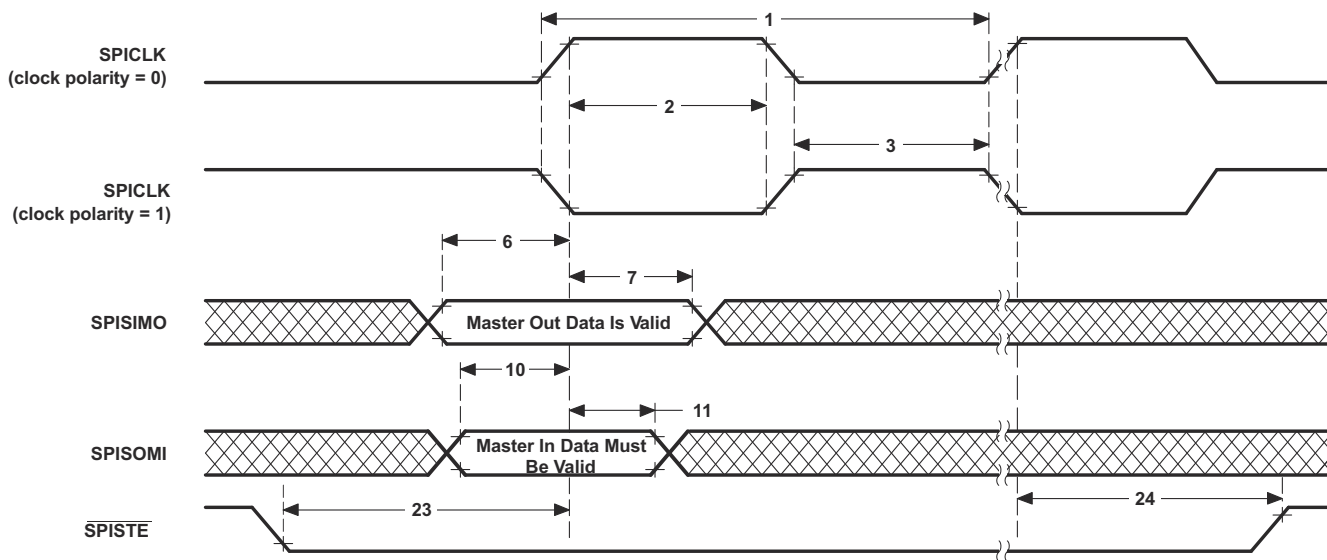 1
SPICLK
(clock polarity = 0)
2
3
SPICLK
(clock polarity = 1)
6
7
SPISIMO
Master Out Data Is Valid
10
11
SPISOMI
Master In Data Must
Be Valid
23
24
SPISTE